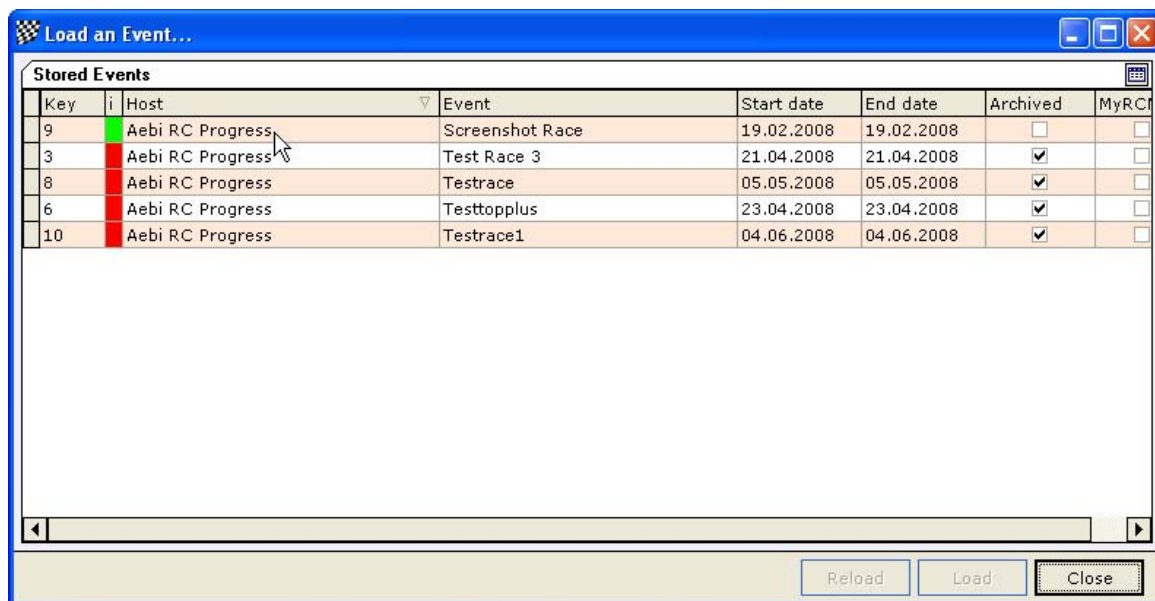 Load an Event...
Stored Events
Key i Host Event Start date End date Archived MyRCM
9 Aebi RC Progress Screenshot Race 19.02.2008 19.02.2008
3 Aebi RC Progress Test Race 3 21.04.2008 21.04.2008
8 Aebi RC Progress Testrace 05.05.2008 05.05.2008
6 Aebi RC Progress Testtopplus 23.04.2008 23.04.2008
10 Aebi RC Progress Testrace1 04.06.2008 04.06.2008
Reload Load Close